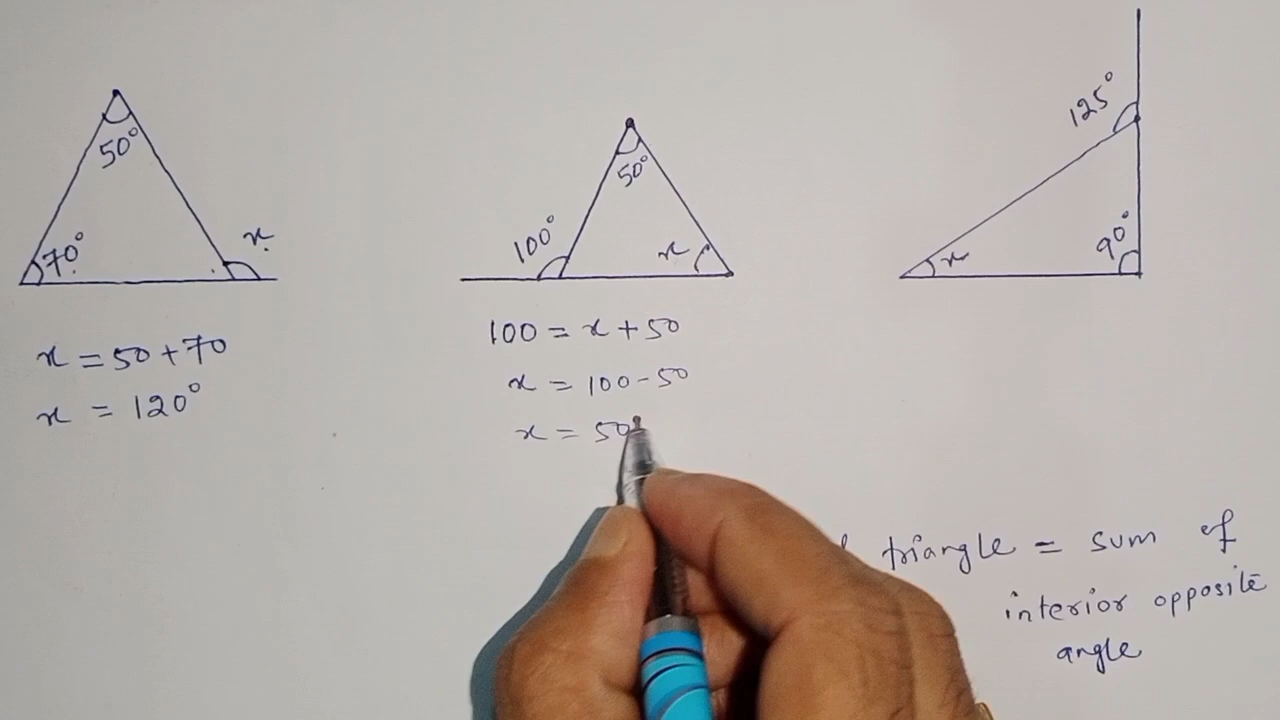 50°
70°
x
x = 50 + 70
x = 120°
100°
50°
x
100 = x + 50
x = 100 - 50
x = 50
125°
90°
x
triangle = sum of
interior opposite
angle